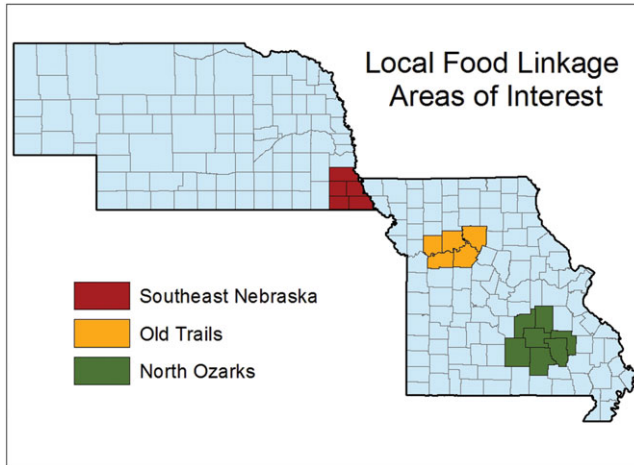 Local Food Linkage
Areas of Interest
Southeast Nebraska
Old Trails
North Ozarks